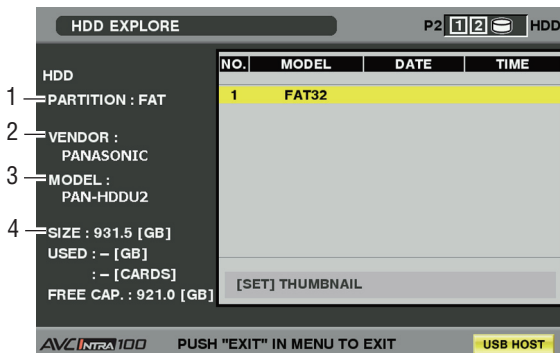 HDD EXPLORE
P2 1 2 HDD
NO. MODEL DATE TIME
1 FAT32
HDD
1 PARTITION : FAT
2 VENDOR :
PANASONIC
3 MODEL :
PAN-HDDU2
4 SIZE : 931.5 [GB]
USED : – [GB]
: – [CARDS]
FREE CAP. : 921.0 [GB]
[SET] THUMBNAIL
AVC INTRA 100 PUSH "EXIT" IN MENU TO EXIT USB HOST